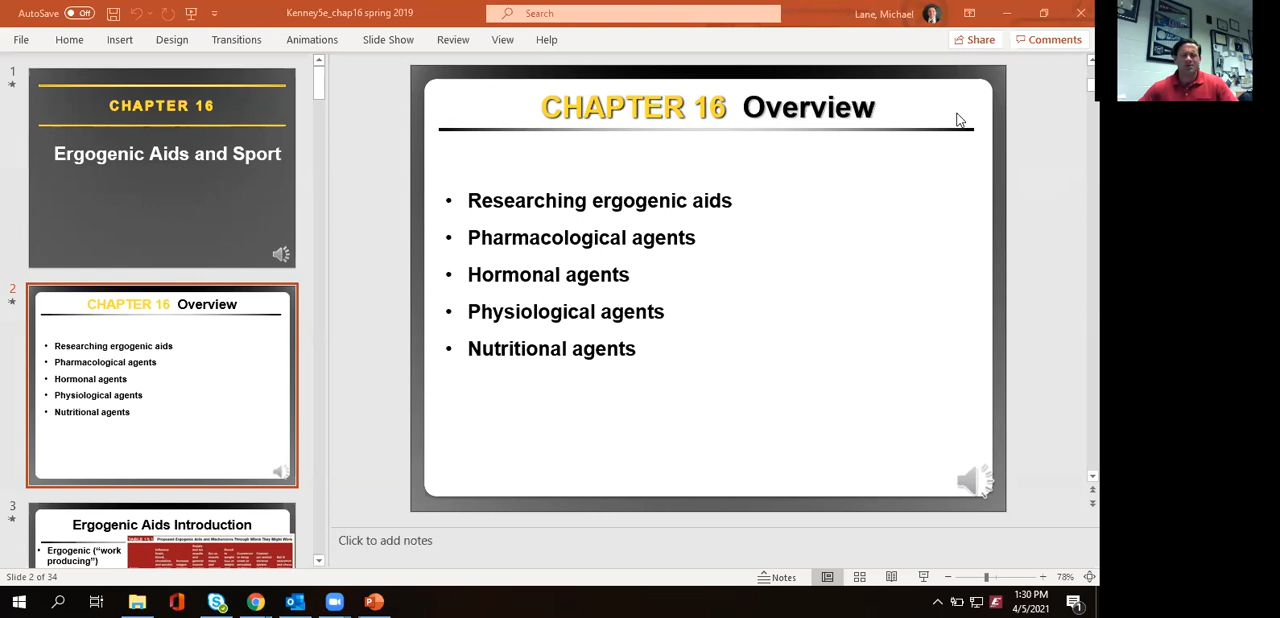 AutoSave Off Kenney5e_chap16 spring 2019 Search Lane, Michael
File Home Insert Design Transitions Animations Slide Show Review View Help Share Comments
1
CHAPTER 16
Ergogenic Aids and Sport
2
CHAPTER 16 Overview
• Researching ergogenic aids
• Pharmacological agents
• Hormonal agents
• Physiological agents
• Nutritional agents
3
Ergogenic Aids Introduction
• Ergogenic (“work
producing”)
CHAPTER 16 Overview
• Researching ergogenic aids
• Pharmacological agents
• Hormonal agents
• Physiological agents
• Nutritional agents
Click to add notes
Slide 2 of 34 Notes 78%
1:30 PM
4/5/2021
1